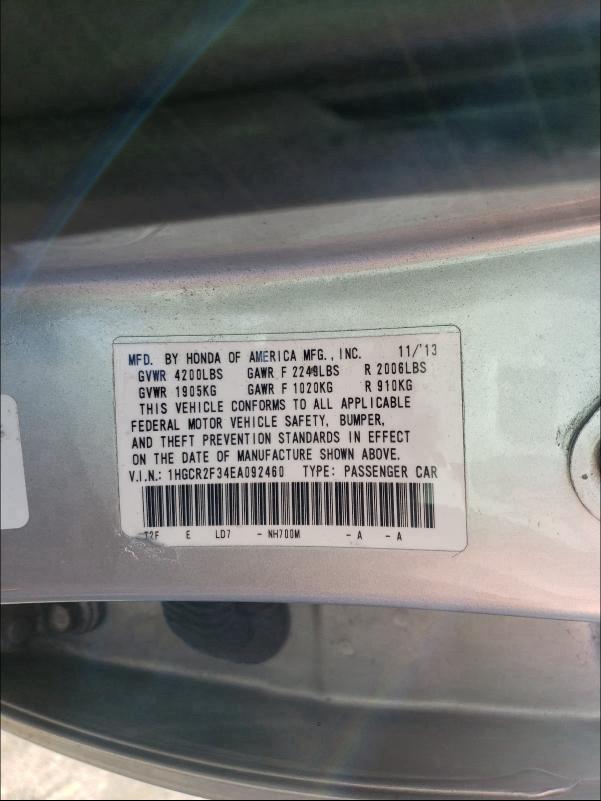 MFD. BY HONDA OF AMERICA MFG., INC. 11/'13
GVWR 4200LBS GAWR F 2249LBS R 2006LBS
GVWR 1905KG GAWR F 1020KG R 910KG
THIS VEHICLE CONFORMS TO ALL APPLICABLE
FEDERAL MOTOR VEHICLE SAFETY, BUMPER,
AND THEFT PREVENTION STANDARDS IN EFFECT
ON THE DATE OF MANUFACTURE SHOWN ABOVE.
V.I.N.: 1HGCR2F34EA092460 TYPE: PASSENGER CAR
T2F E LD7 - NH700M - A - A